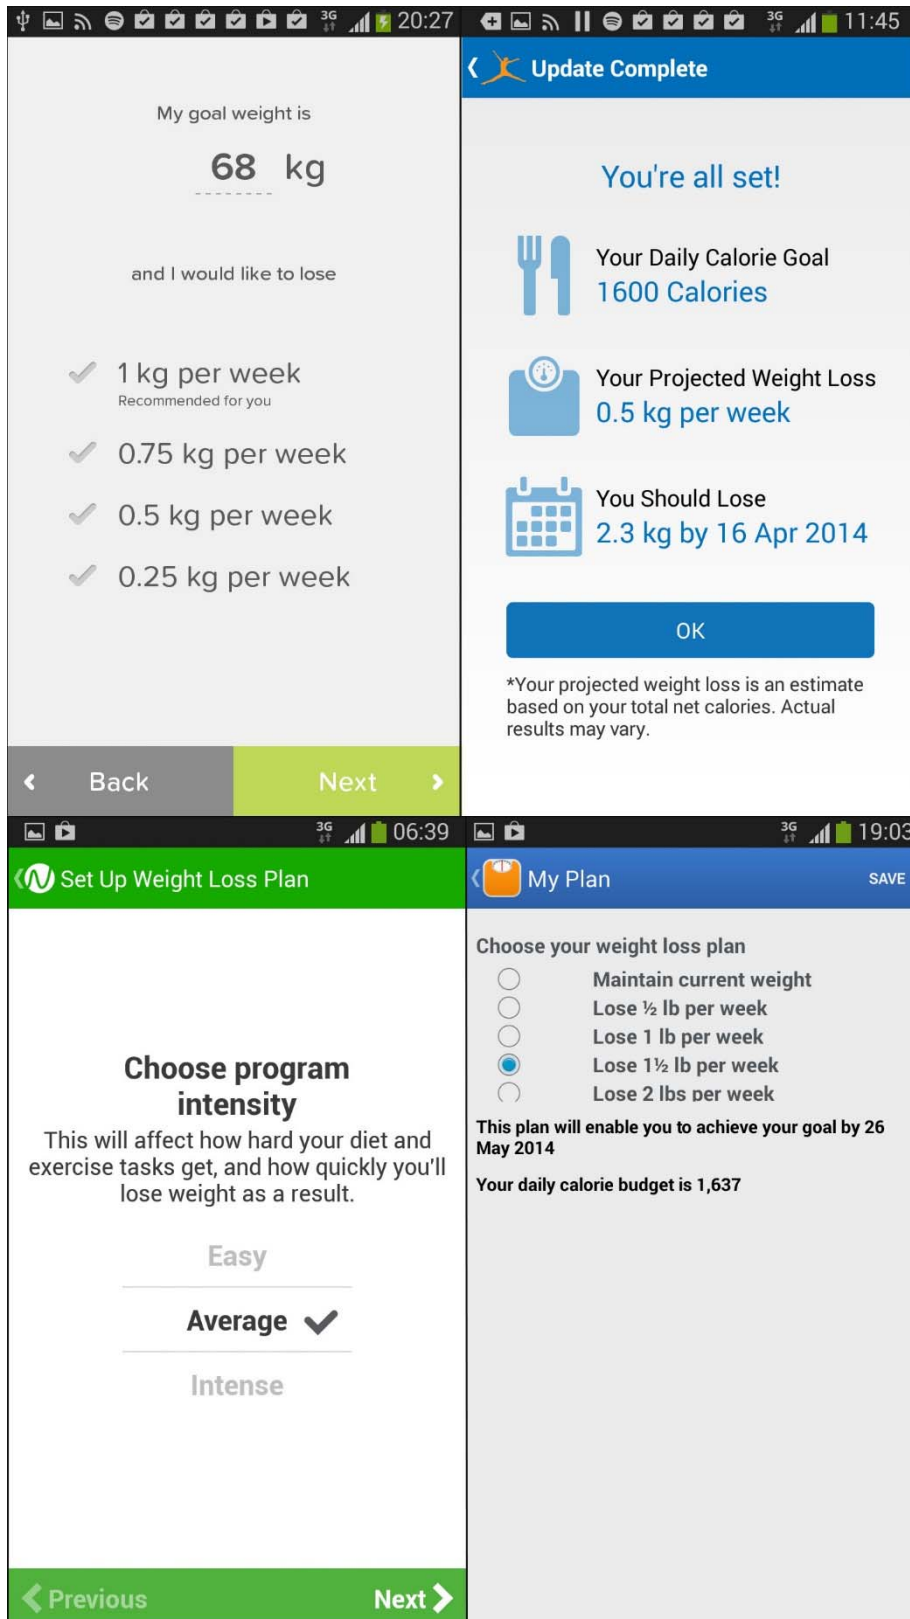 3G 20:27
My goal weight is
68 kg
and I would like to lose
1 kg per week
Recommended for you
0.75 kg per week
0.5 kg per week
0.25 kg per week
Back Next
3G 11:45
Update Complete
You're all set!
Your Daily Calorie Goal
1600 Calories
Your Projected Weight Loss
0.5 kg per week
You Should Lose
2.3 kg by 16 Apr 2014
OK
*Your projected weight loss is an estimate
based on your total net calories. Actual
results may vary.
3G 06:39
Set Up Weight Loss Plan
Choose program
intensity
This will affect how hard your diet and
exercise tasks get, and how quickly you'll
lose weight as a result.
Easy
Average
Intense
Previous Next
3G 19:03
My Plan SAVE
Choose your weight loss plan
Maintain current weight
Lose ½ lb per week
Lose 1 lb per week
Lose 1½ lb per week
Lose 2 lbs per week
This plan will enable you to achieve your goal by 26
May 2014
Your daily calorie budget is 1,637